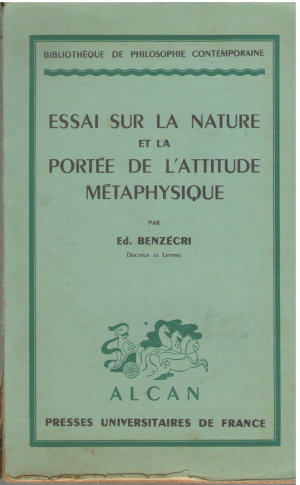 BIBLIOTHÈQUE DE PHILOSOPHIE CONTEMPORAINE
ESSAI SUR LA NATURE
ET LA
PORTÉE DE L'ATTITUDE
MÉTAPHYSIQUE
PAR
Ed. BENZÉCRI
Docteur ès Lettres
ALCAN
PRESSES UNIVERSITAIRES DE FRANCE